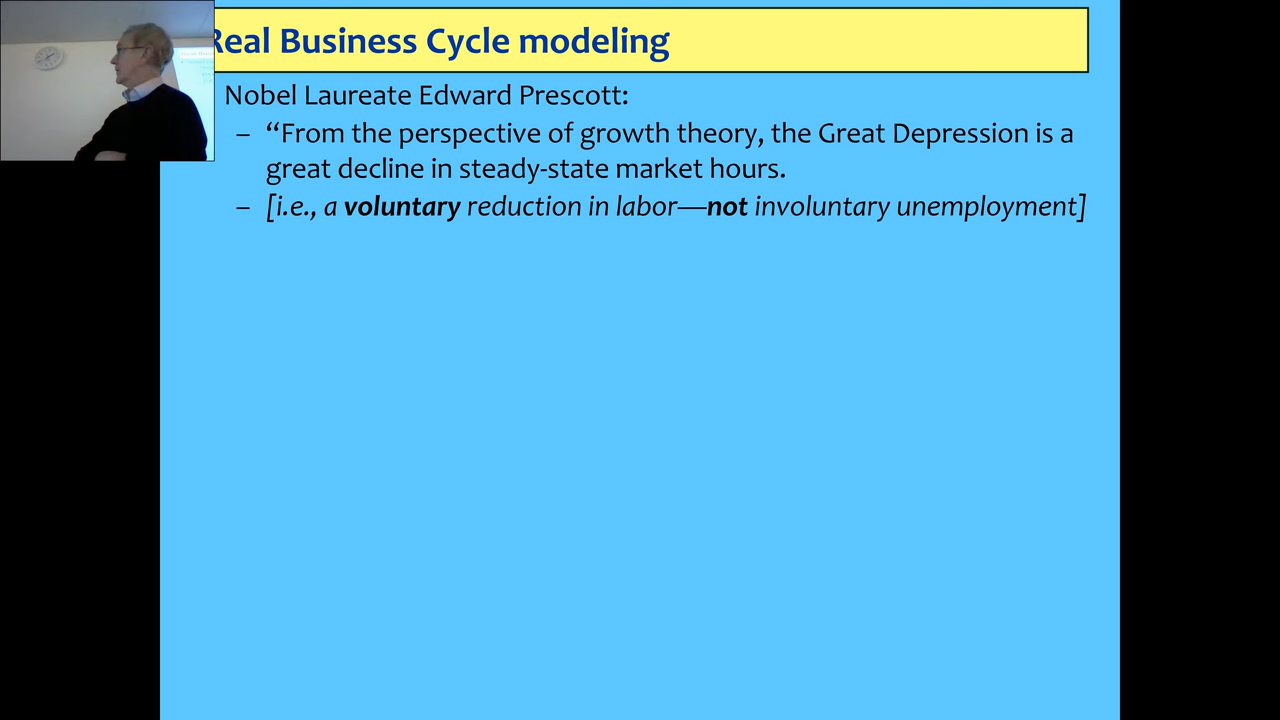 Real Business Cycle modeling
Nobel Laureate Edward Prescott:
– “From the perspective of growth theory, the Great Depression is a
great decline in steady-state market hours.
– [i.e., a voluntary reduction in labor—not involuntary unemployment]